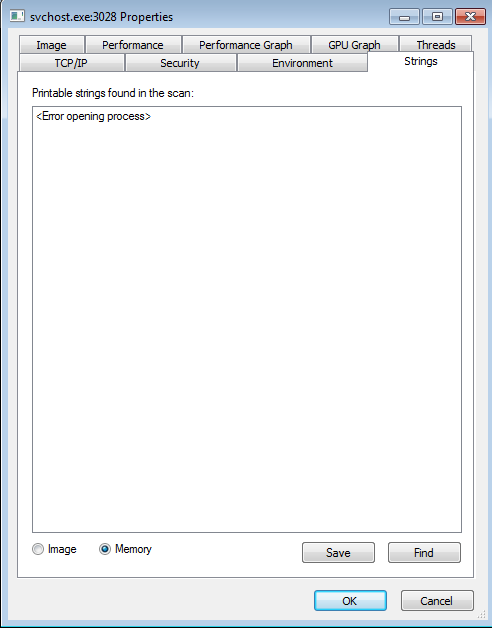 svchost.exe:3028 Properties
Image Performance Performance Graph GPU Graph Threads
TCP/IP Security Environment Strings
Printable strings found in the scan:
<Error opening process>
Image Memory Save Find
OK Cancel